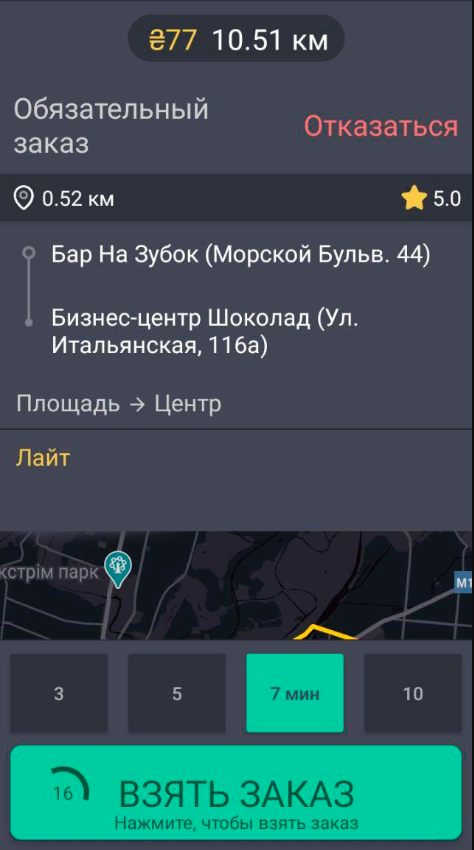 ₴77 10.51 км
Обязательный
заказ
Отказаться
0.52 км
5.0
Бар На Зубок (Морской Бульв. 44)
Бизнес-центр Шоколад (Ул.
Итальянская, 116а)
Площадь → Центр
Лайт
кстрім парк
М1
3
5
7 мин
10
16
ВЗЯТЬ ЗАКАЗ
Нажмите, чтобы взять заказ